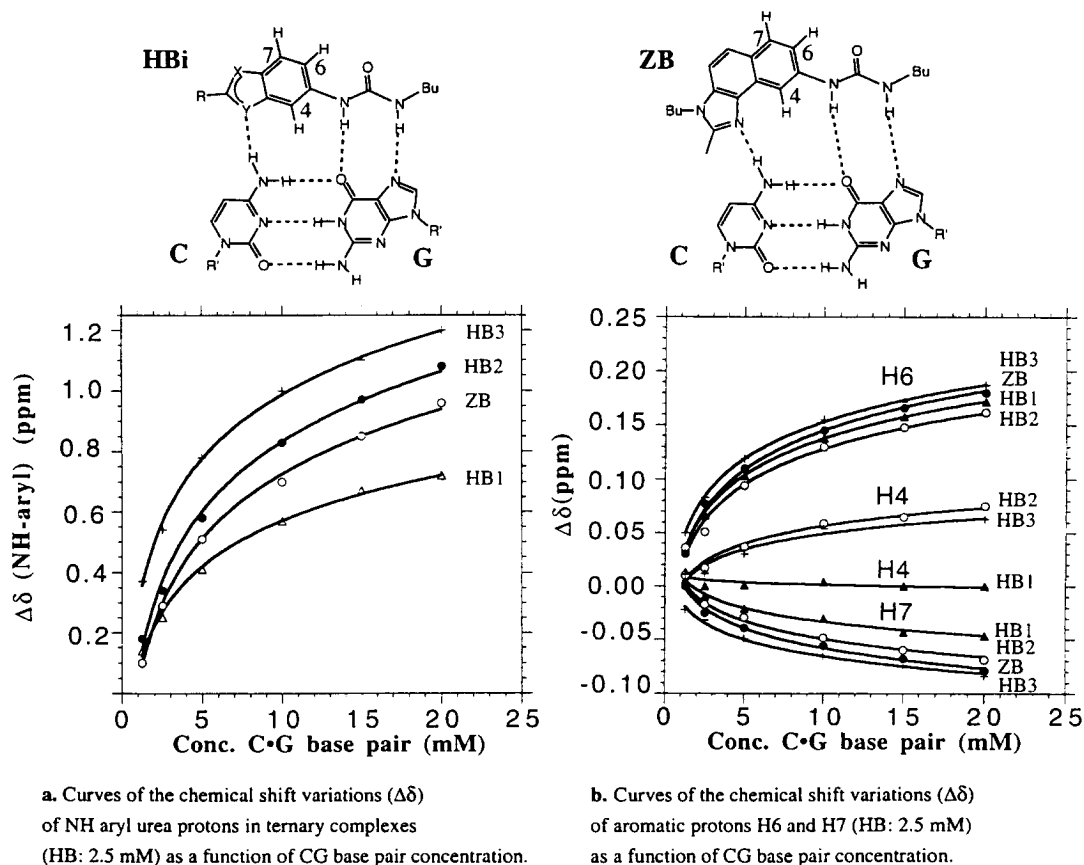 HBi
H
7
H
6
X
O
R
Y
4
N
N
Bu
H
H
H
H
N
H
O
N
N
N
H
N
N
N
R'
C
R'
O
H
N
G
H
ZB
H
7
H
6
O
4
N
N
Bu
Bu
N
N
H
H
H
H
N
H
O
N
N
N
H
N
N
N
R'
C
R'
O
H
N
G
H
Δδ (NH-aryl) (ppm)
1.2
1.0
0.8
0.6
0.4
0.2
HB3
HB2
ZB
HB1
0 5 10 15 20 25
Conc. C•G base pair (mM)
Δδ(ppm)
0.25
0.20
0.15
0.10
0.05
0.00
-0.05
-0.10
H6
HB3
ZB
HB1
HB2
H4
HB2
HB3
H4
HB1
H7
HB1
HB2
ZB
HB3
0 5 10 15 20 25
Conc. C•G base pair (mM)
a. Curves of the chemical shift variations (Δδ)
of NH aryl urea protons in ternary complexes
(HB: 2.5 mM) as a function of CG base pair concentration.
b. Curves of the chemical shift variations (Δδ)
of aromatic protons H6 and H7 (HB: 2.5 mM)
as a function of CG base pair concentration.